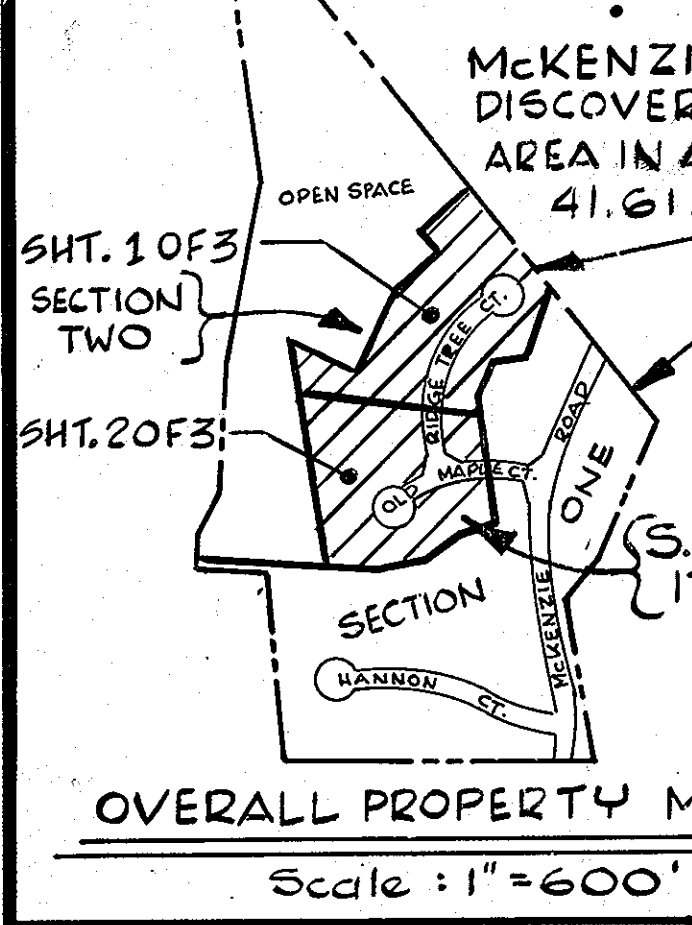 McKENZI
DISCOVER
AREA IN
41.61
OPEN SPACE
SHT. 1 OF 3
SECTION
TWO
RIDGE TREE CT.
SHT. 2 OF 3
OLD MAPLE CT.
ROAD
ONE
S.
SECTION
McKENZIE
HANNON CT.
OVERALL PROPERTY M
Scale : 1" = 600'